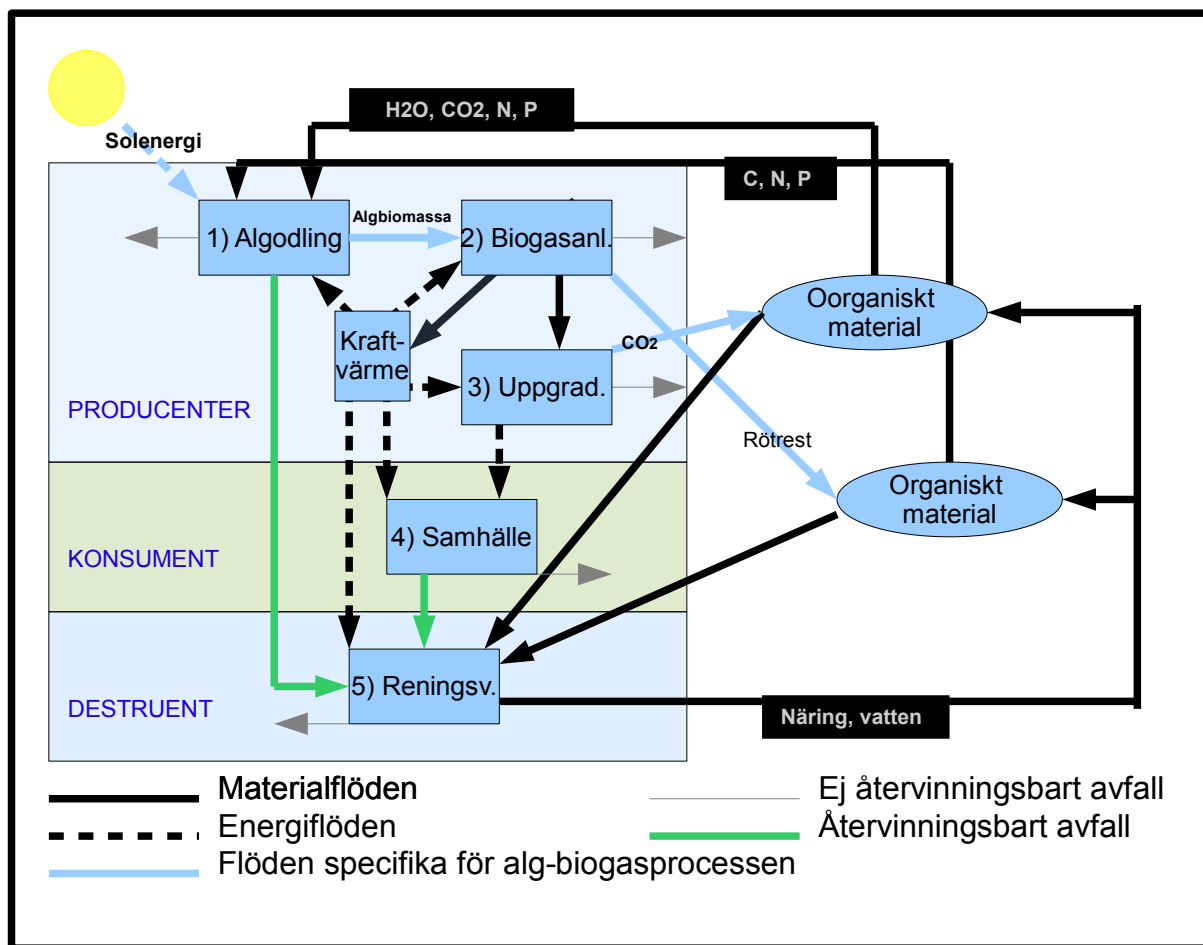 H2O, CO2, N, P
Solenergi
C, N, P
Algbiomassa
1) Algodling
2) Biogasanl.
Oorganiskt
material
Kraft-
värme
CO2
3) Uppgrad.
PRODUCENTER
Rötrest
Organiskt
material
4) Samhälle
KONSUMENT
5) Reningsv.
DESTRUENT
Näring, vatten
Materialflöden
Ej återvinningsbart avfall
Energiflöden
Återvinningsbart avfall
Flöden specifika för alg-biogasprocessen